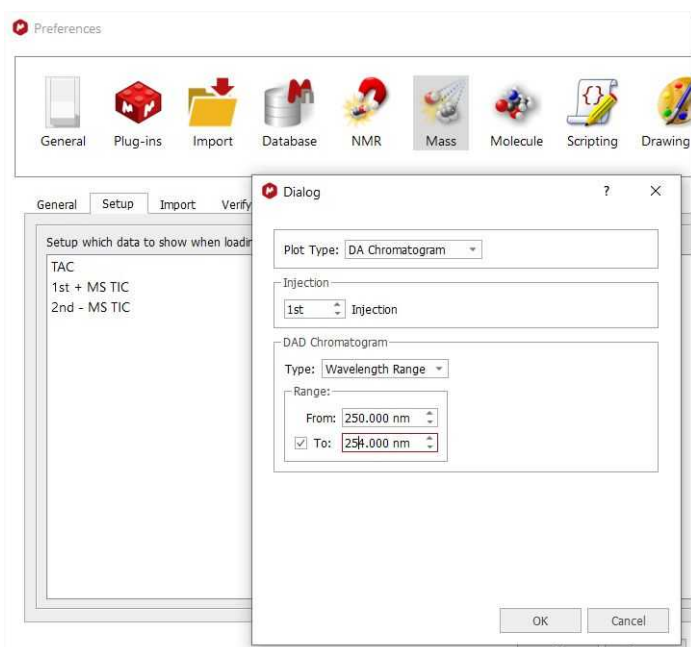 Preferences
General Plug-ins Import Database NMR Mass Molecule Scripting Drawing
General Setup Import Verify
Setup which data to show when
TAC
1st + MS TIC
2nd - MS TIC
Dialog ? X
Plot Type: DA Chromatogram
Injection
1st Injection
DAD Chromatogram
Type: Wavelength Range
Range:
From: 250.000 nm
To: 254.000 nm
OK Cancel